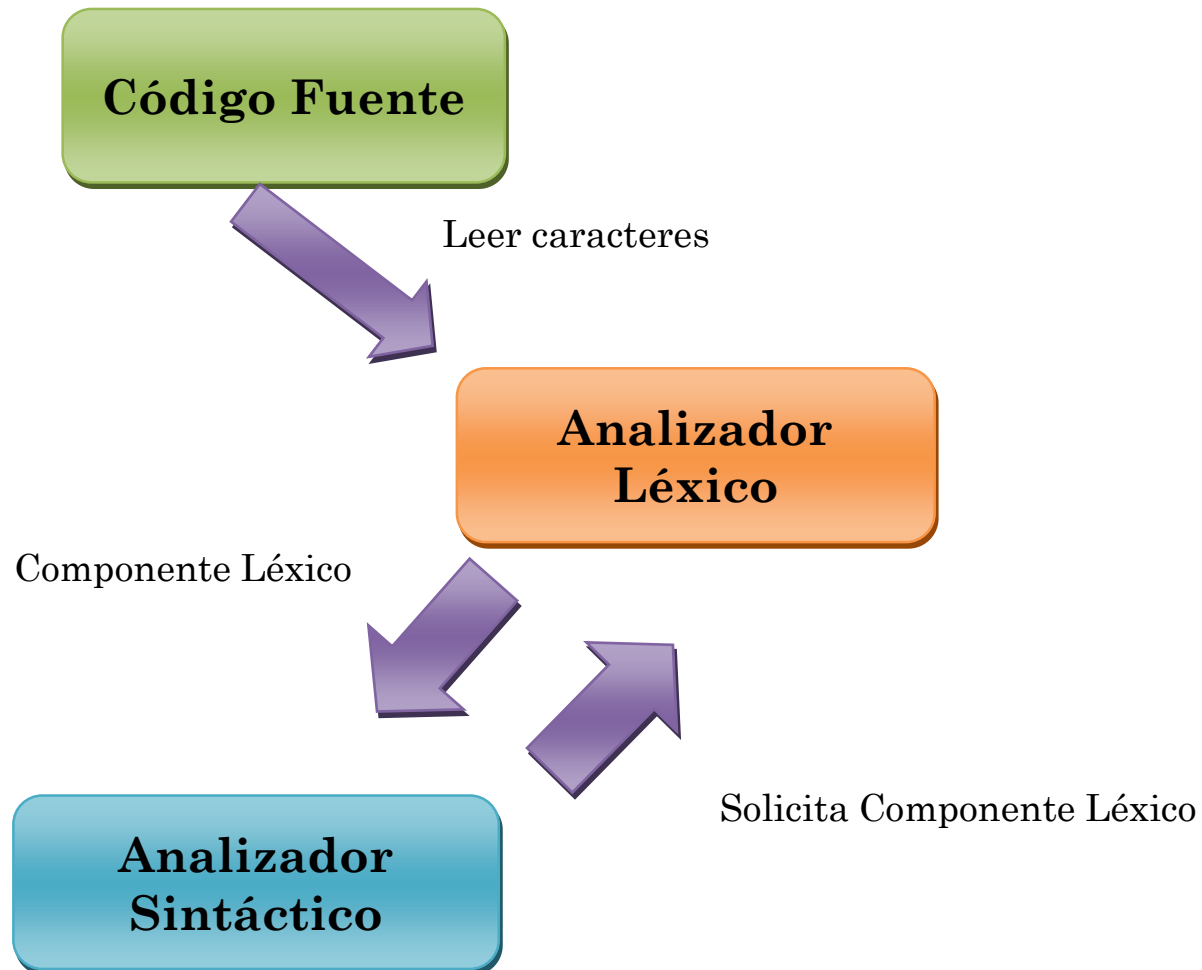 Código Fuente
Leer caracteres
Analizador
Léxico
Componente Léxico
Solicita Componente Léxico
Analizador
Sintáctico